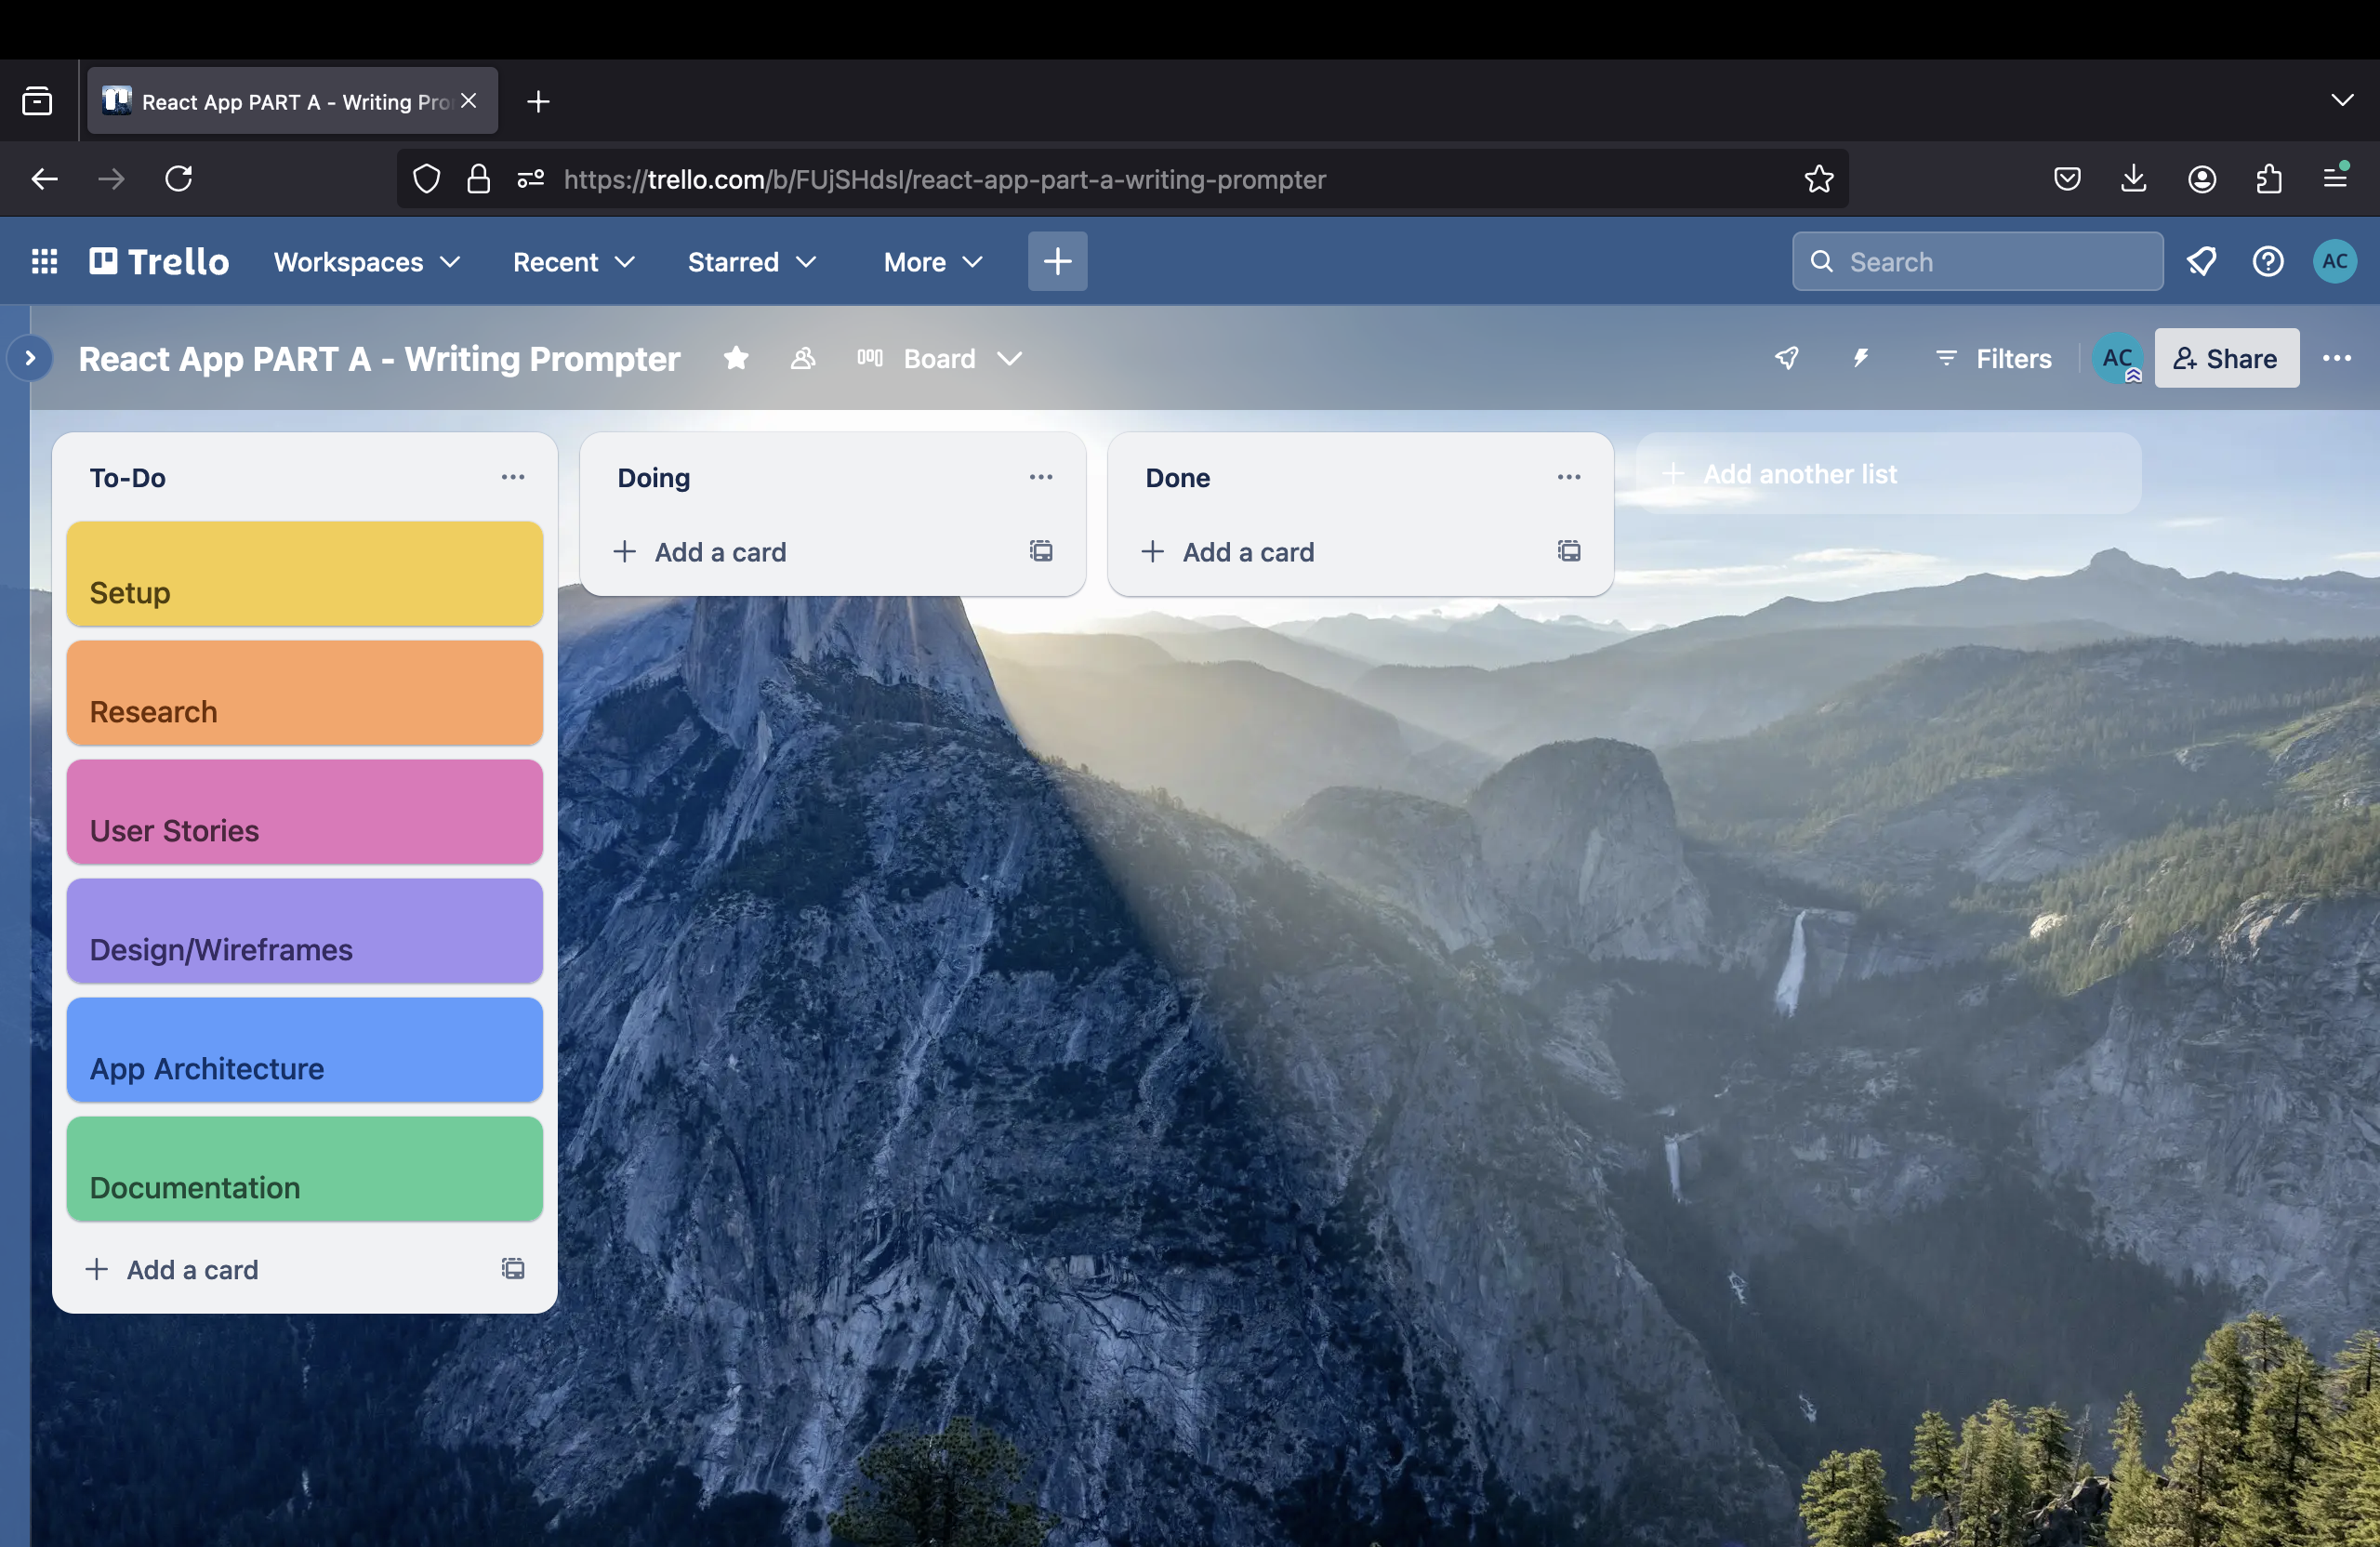 React App PART A - Writing Pro
https://trello.com/b/FUjSHdsI/react-app-part-a-writing-prompter
Trello
Workspaces
Recent
Starred
More
Search
AC
React App PART A - Writing Prompter
Board
Filters
AC
Share
To-Do
Setup
Research
User Stories
Design/Wireframes
App Architecture
Documentation
Add a card
Doing
Add a card
Done
Add a card
Add another list